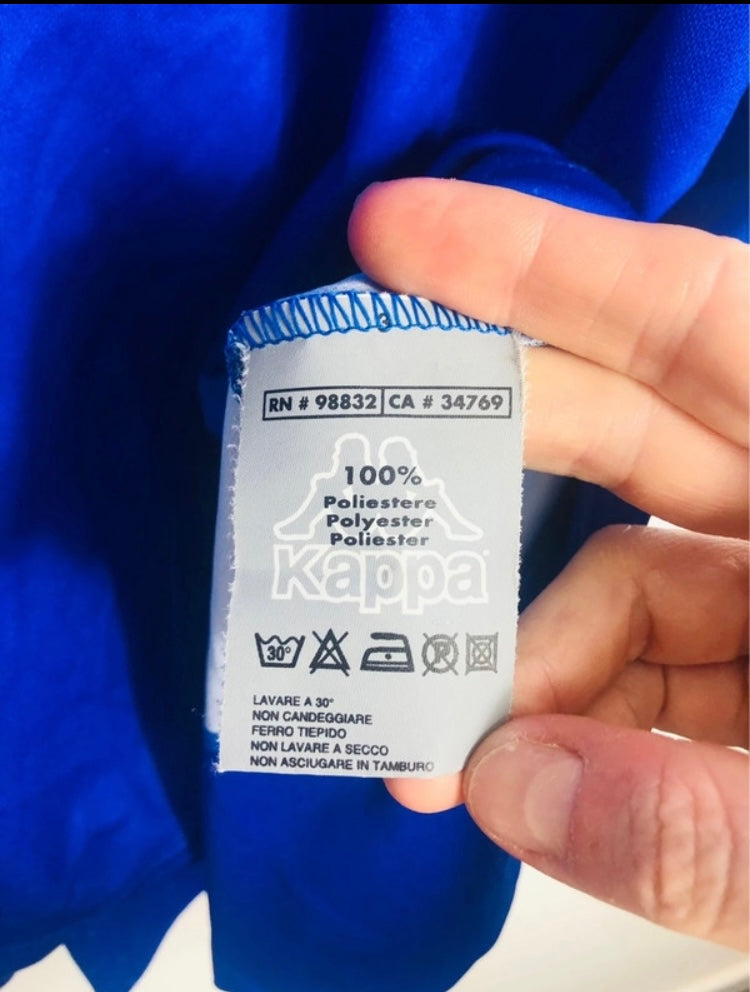 3
RN # 98832 CA # 34769
100%
Poliestere
Polyester
Poliester
Kappa
30°
P
LAVARE A 30°
NON CANDEGGIARE
FERRO TIEPIDO
NON LAVARE A SECCO
NON ASCIUGARE IN TAMBURO